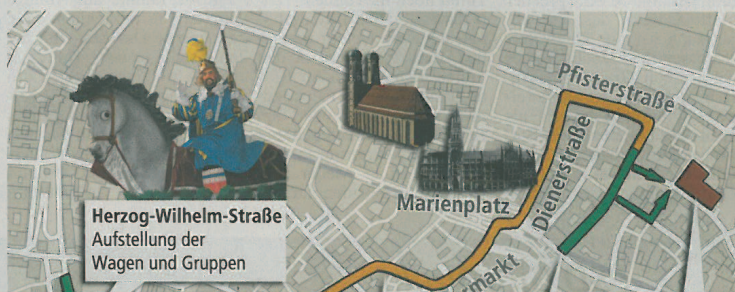 Pfisterstraße
Dienerstraße
Marienplatz
Herzog-Wilhelm-Straße
Aufstellung der
Wagen und Gruppen